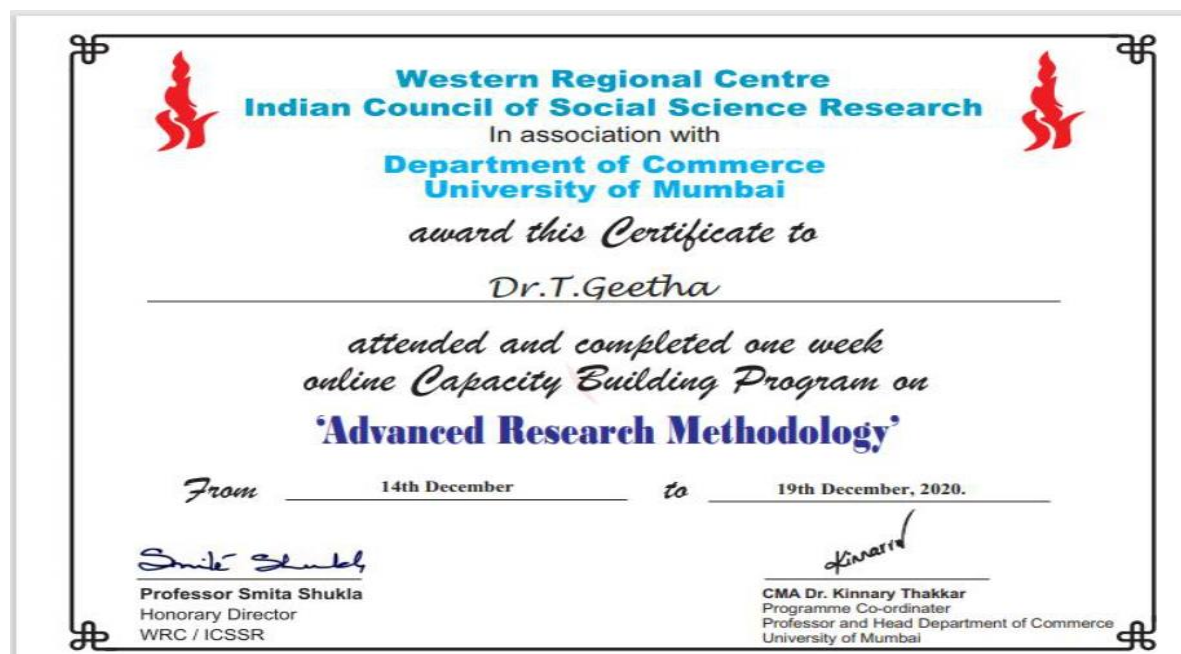 Western Regional Centre
Indian Council of Social Science Research
In association with
Department of Commerce
University of Mumbai
award this Certificate to
Dr.T.Geetha
attended and completed one week
online Capacity Building Program on
‘Advanced Research Methodology’
From 14th December to 19th December, 2020.
Smita Shukla
Kinnary
Professor Smita Shukla
Honorary Director
WRC / ICSSR
CMA Dr. Kinnary Thakkar
Programme Co-ordinater
Professor and Head Department of Commerce
University of Mumbai